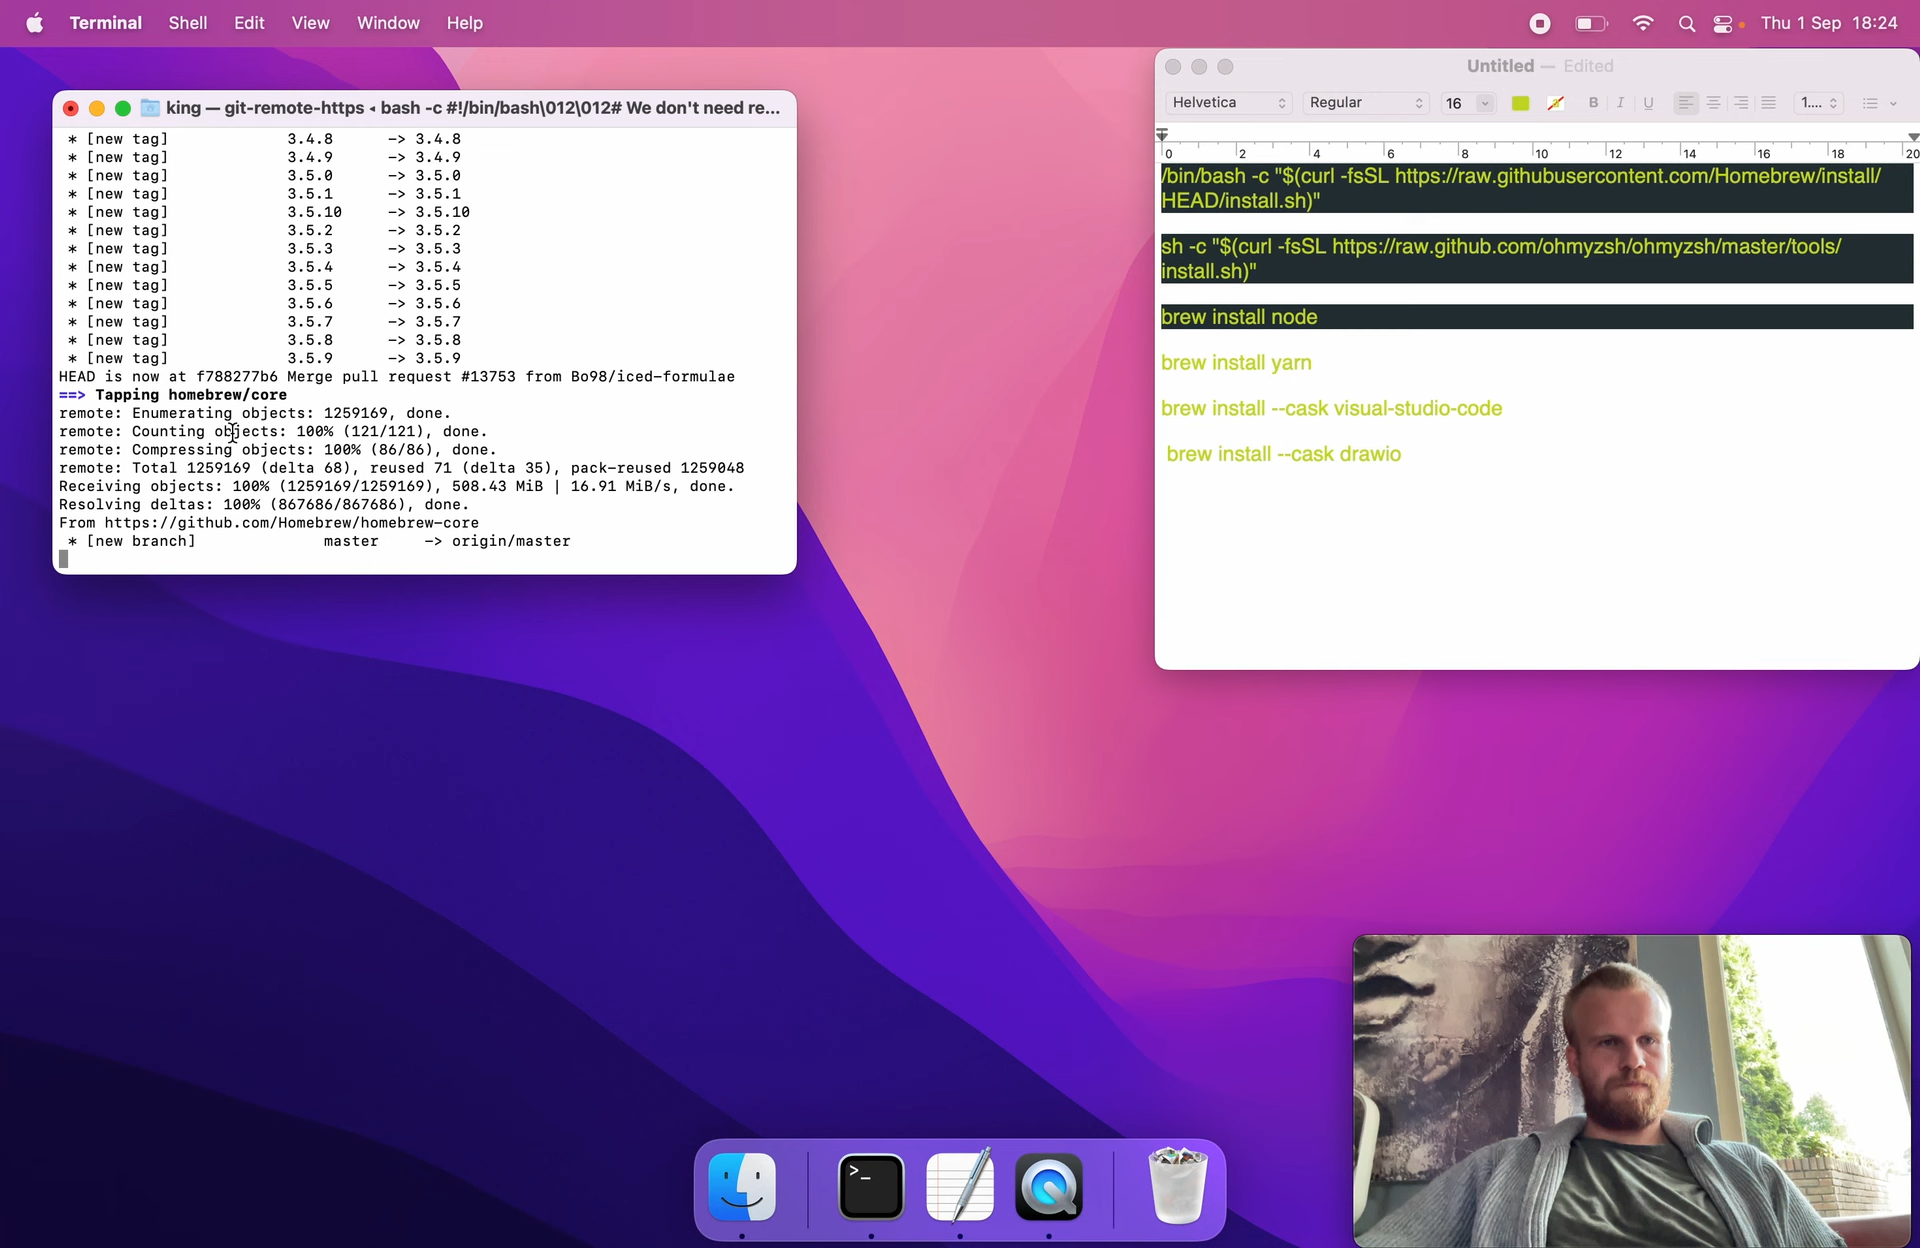 Terminal Shell Edit View Window Help
Thu 1 Sep 18:24
king — git-remote-https ◂ bash -c #!/bin/bash\012\012# We don't need re...
* [new tag] 3.4.8 -> 3.4.8
* [new tag] 3.4.9 -> 3.4.9
* [new tag] 3.5.0 -> 3.5.0
* [new tag] 3.5.1 -> 3.5.1
* [new tag] 3.5.10 -> 3.5.10
* [new tag] 3.5.2 -> 3.5.2
* [new tag] 3.5.3 -> 3.5.3
* [new tag] 3.5.4 -> 3.5.4
* [new tag] 3.5.5 -> 3.5.5
* [new tag] 3.5.6 -> 3.5.6
* [new tag] 3.5.7 -> 3.5.7
* [new tag] 3.5.8 -> 3.5.8
* [new tag] 3.5.9 -> 3.5.9
HEAD is now at f788277b6 Merge pull request #13753 from Bo98/iced-formulae
==> Tapping homebrew/core
remote: Enumerating objects: 1259169, done.
remote: Counting objects: 100% (121/121), done.
remote: Compressing objects: 100% (86/86), done.
remote: Total 1259169 (delta 68), reused 71 (delta 35), pack-reused 1259048
Receiving objects: 100% (1259169/1259169), 508.43 MiB | 16.91 MiB/s, done.
Resolving deltas: 100% (867686/867686), done.
From https://github.com/Homebrew/homebrew-core
* [new branch] master -> origin/master
Untitled — Edited
Helvetica Regular 16 B I U 1....
0 2 4 6 8 10 12 14 16 18 20
/bin/bash -c "$(curl -fsSL https://raw.githubusercontent.com/Homebrew/install/
HEAD/install.sh)"
sh -c "$(curl -fsSL https://raw.github.com/ohmyzsh/ohmyzsh/master/tools/
install.sh)"
brew install node
brew install yarn
brew install --cask visual-studio-code
brew install --cask drawio
>_